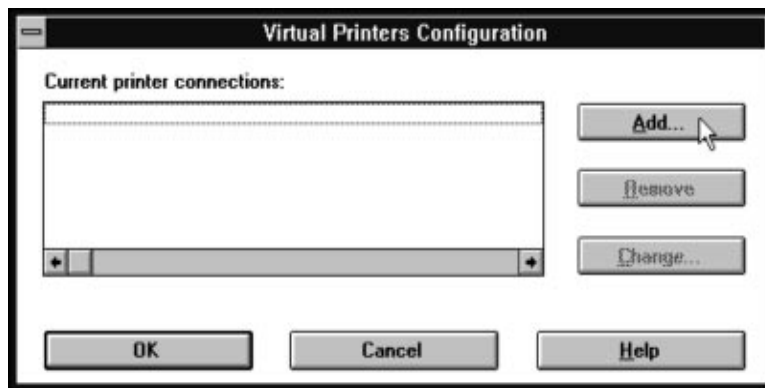 Virtual Printers Configuration
Current printer connections:
Add...
Remove
Change...
OK Cancel Help